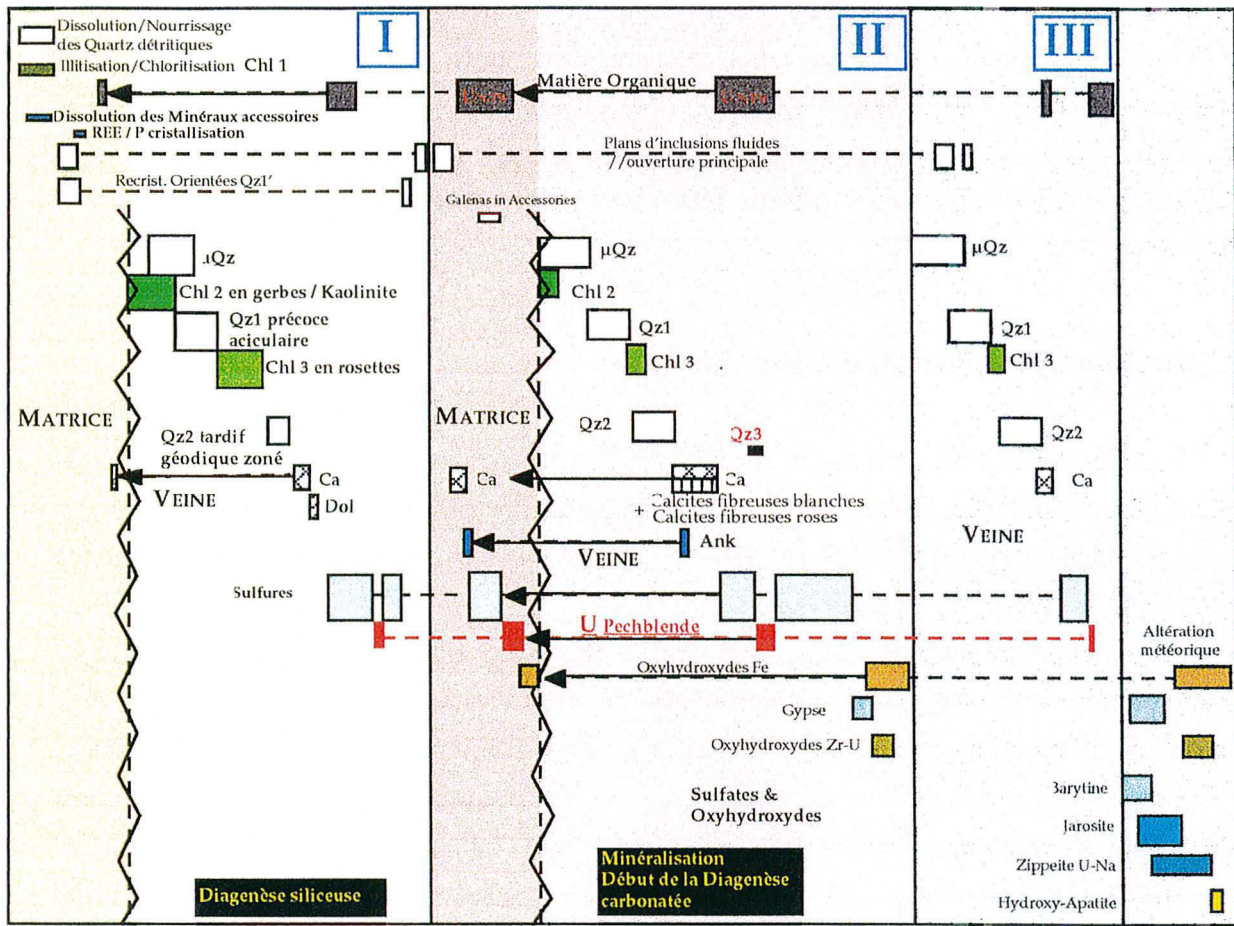 Dissolution/Nourrissage
des Quartz détritiques
Illitisation/Chloritisation Chl 1
I
II
III
Matière Organique
Dissolution des Minéraux accessoires
REE / P cristallisation
Plans d'inclusions fluides
//ouverture principale
Recrist. Orientées Qz1'
Galenas in Accessories
µQz
µQz
µQz
Chl 2 en gerbes / Kaolinite
Chl 2
Qz1 précoce
aciculaire
Qz1
Qz1
Chl 3 en rosettes
Chl 3
Chl 3
MATRICE
MATRICE
Qz2 tardif
géodique zoné
Qz2
Qz3
Qz2
Ca
Ca
Ca
Ca
VEINE
Dol
Calcites fibreuses blanches
+ Calcites fibreuses roses
VEINE
Ank
VEINE
Sulfures
U Pechblende
Altération
météorique
Oxyhydroxydes Fe
Gypse
Oxyhydroxydes Zr-U
Sulfates &
Oxyhydroxydes
Barytine
Jarosite
Zippeite U-Na
Hydroxy-Apatite
Diagenèse siliceuse
Minéralisation
Début de la Diagenèse
carbonatée